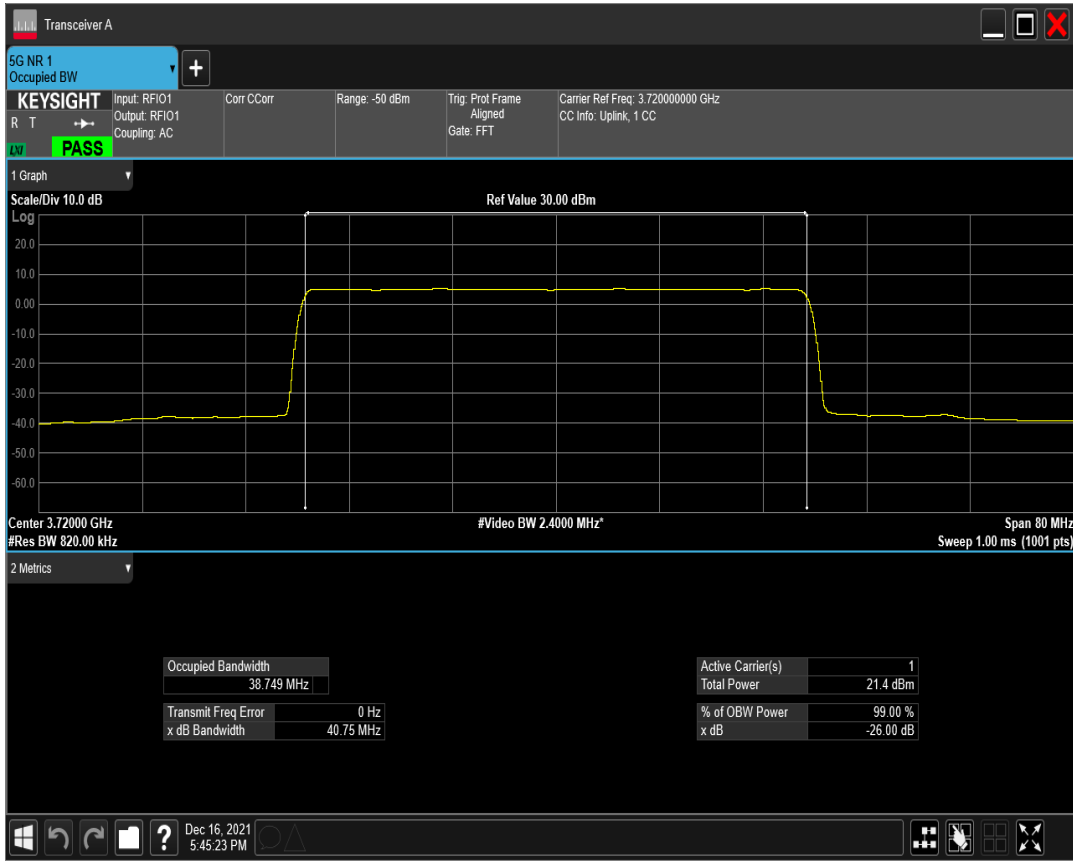 Transceiver A
5G NR 1
Occupied BW
KEYSIGHT
R T
LXI
PASS
Input: RFIO1
Output: RFIO1
Coupling: AC
Corr CCorr
Range: -50 dBm
Trig: Prot Frame
Aligned
Gate: FFT
Carrier Ref Freq: 3.720000000 GHz
CC Info: Uplink, 1 CC
1 Graph
Scale/Div 10.0 dB
Ref Value 30.00 dBm
Log
20.0
10.0
0.00
-10.0
-20.0
-30.0
-40.0
-50.0
-60.0
Center 3.72000 GHz
#Video BW 2.4000 MHz*
Span 80 MHz
#Res BW 820.00 kHz
Sweep 1.00 ms (1001 pts)
2 Metrics
Occupied Bandwidth
38.749 MHz
Transmit Freq Error 0 Hz
x dB Bandwidth 40.75 MHz
Active Carrier(s) 1
Total Power 21.4 dBm
% of OBW Power 99.00 %
x dB -26.00 dB
Dec 16, 2021
5:45:23 PM